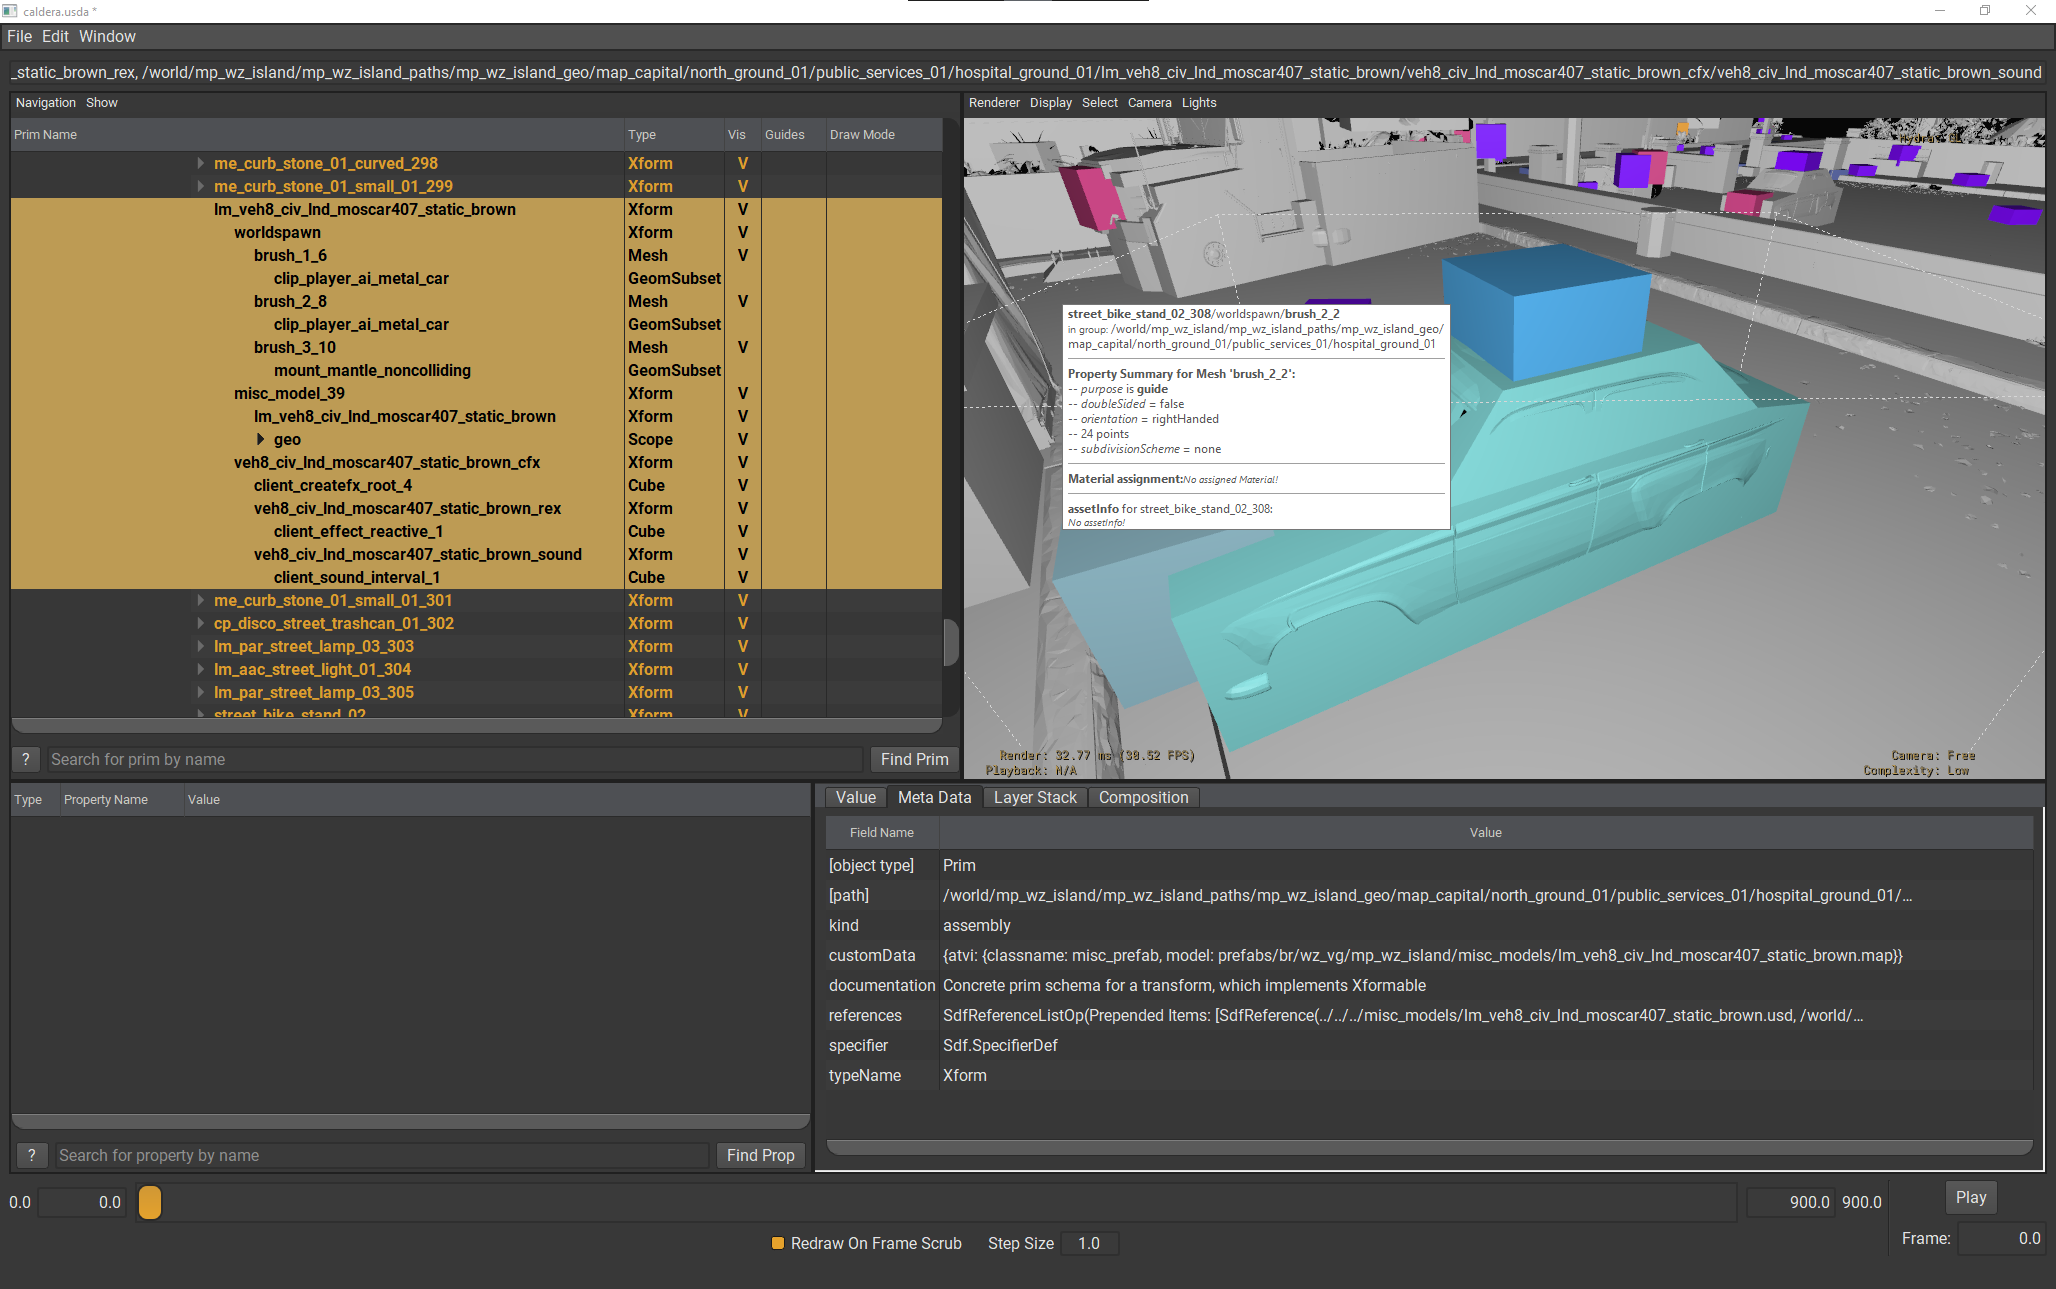 caldera.usda *
File Edit Window
_static_brown_rex, /world/mp_wz_island/mp_wz_island_paths/mp_wz_island_geo/map_capital/north_ground_01/public_services_01/hospital_ground_01/lm_veh8_civ_lnd_moscar407_static_brown/veh8_civ_lnd_moscar407_static_brown_cfx/veh8_civ_lnd_moscar407_static_brown_sound
Navigation Show
Prim Name Type Vis Guides Draw Mode
me_curb_stone_01_curved_298 Xform V
me_curb_stone_01_small_01_299 Xform V
lm_veh8_civ_lnd_moscar407_static_brown Xform V
worldspawn Xform V
brush_1_6 Mesh V
clip_player_ai_metal_car GeomSubset
brush_2_8 Mesh V
clip_player_ai_metal_car GeomSubset
brush_3_10 Mesh V
mount_mantle_noncolliding GeomSubset
misc_model_39 Xform V
lm_veh8_civ_lnd_moscar407_static_brown Xform V
geo Scope V
veh8_civ_lnd_moscar407_static_brown_cfx Xform V
client_createfx_root_4 Cube V
veh8_civ_lnd_moscar407_static_brown_rex Xform V
client_effect_reactive_1 Cube V
veh8_civ_lnd_moscar407_static_brown_sound Xform V
client_sound_interval_1 Cube V
me_curb_stone_01_small_01_301 Xform V
cp_disco_street_trashcan_01_302 Xform V
lm_par_street_lamp_03_303 Xform V
lm_aac_street_light_01_304 Xform V
lm_par_street_lamp_03_305 Xform V
street_bike_stand_02 Xform V
? Search for prim by name Find Prim
Renderer Display Select Camera Lights
street_bike_stand_02_308/worldspawn/brush_2_2
in group: /world/mp_wz_island/mp_wz_island_paths/mp_wz_island_geo/
map_capital/north_ground_01/public_services_01/hospital_ground_01
Property Summary for Mesh 'brush_2_2':
-- purpose is guide
-- doubleSided = false
-- orientation = rightHanded
-- 24 points
-- subdivisionScheme = none
Material assignment:No assigned Material!
assetInfo for street_bike_stand_02_308:
No assetInfo!
Render: 32.77 ms (30.52 FPS)
Playback: N/A
Camera: Free
Complexity: Low
Type Property Name Value
? Search for property by name Find Prop
Value Meta Data Layer Stack Composition
Field Name Value
[object type] Prim
[path] /world/mp_wz_island/mp_wz_island_paths/mp_wz_island_geo/map_capital/north_ground_01/public_services_01/hospital_ground_01/...
kind assembly
customData {atvi: {classname: misc_prefab, model: prefabs/br/wz_vg/mp_wz_island/misc_models/lm_veh8_civ_lnd_moscar407_static_brown.map}}
documentation Concrete prim schema for a transform, which implements Xformable
references SdfReferenceListOp(Prepended Items: [SdfReference(../../../misc_models/lm_veh8_civ_lnd_moscar407_static_brown.usd, /world/...
specifier Sdf.SpecifierDef
typeName Xform
0.0 0.0 900.0 900.0 Play
Redraw On Frame Scrub Step Size 1.0 Frame: 0.0